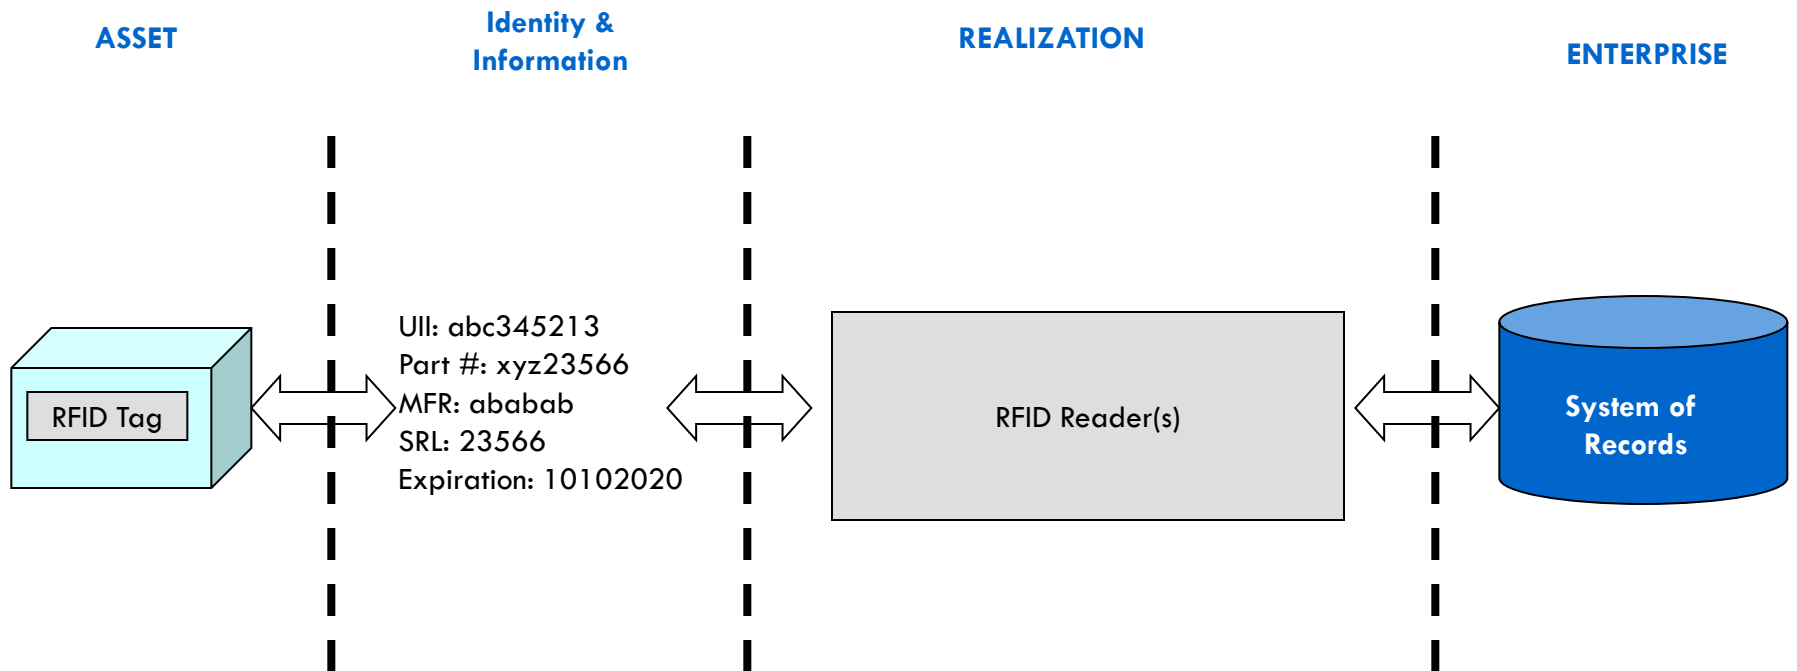 ASSET
Identity &
Information
REALIZATION
ENTERPRISE
RFID Tag
UII: abc345213
Part #: xyz23566
MFR: ababab
SRL: 23566
Expiration: 10102020
RFID Reader(s)
System of
Records